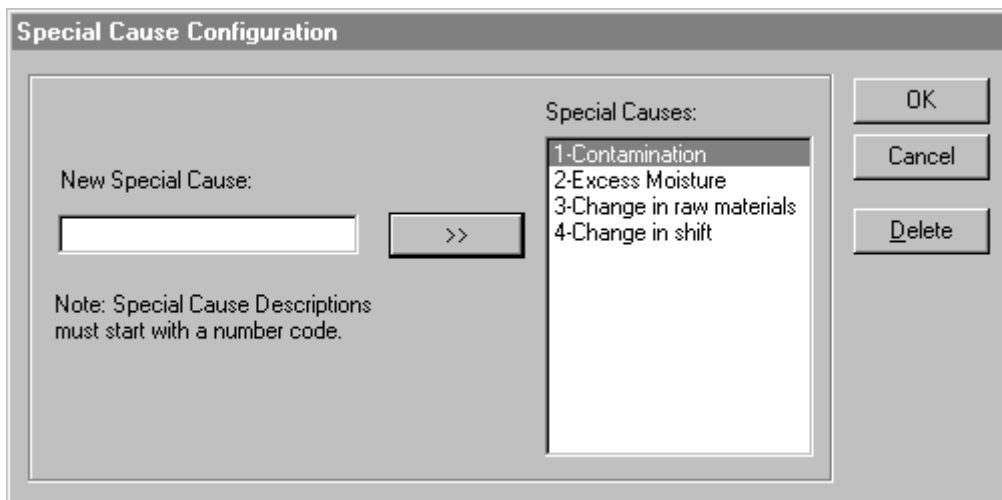 Special Cause Configuration
New Special Cause:
>>
Note: Special Cause Descriptions
must start with a number code.
Special Causes:
1-Contamination
2-Excess Moisture
3-Change in raw materials
4-Change in shift
OK
Cancel
Delete